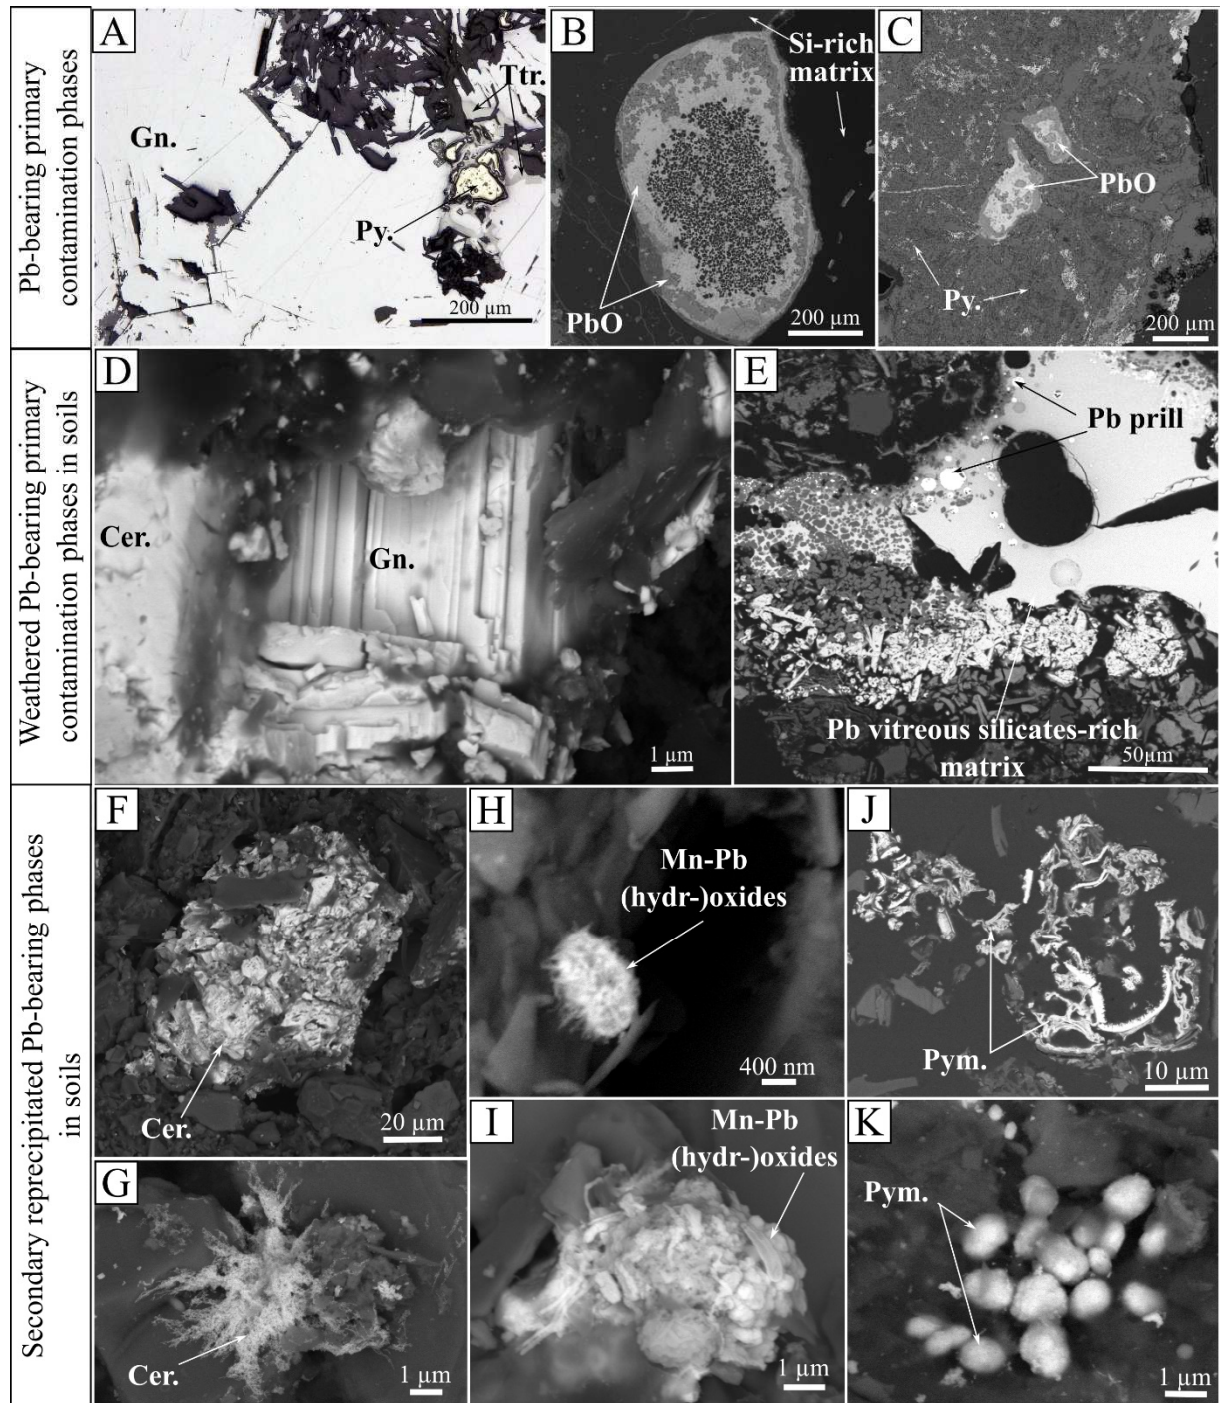 Pb-bearing primary
contamination phases
A
Gn.
Ttr.
Py.
200 µm
B
Si-rich
matrix
PbO
200 µm
C
PbO
Py.
200 µm
Weathered Pb-bearing primary
contamination phases in soils
D
Cer.
Gn.
1 µm
E
Pb prill
Pb vitreous silicates-rich
matrix
50µm
Secondary reprecipitated Pb-bearing phases
in soils
F
Cer.
20 µm
G
Cer.
1 µm
H
Mn-Pb
(hydr-)oxides
400 nm
I
Mn-Pb
(hydr-)oxides
1 µm
J
Pym.
10 µm
K
Pym.
1 µm